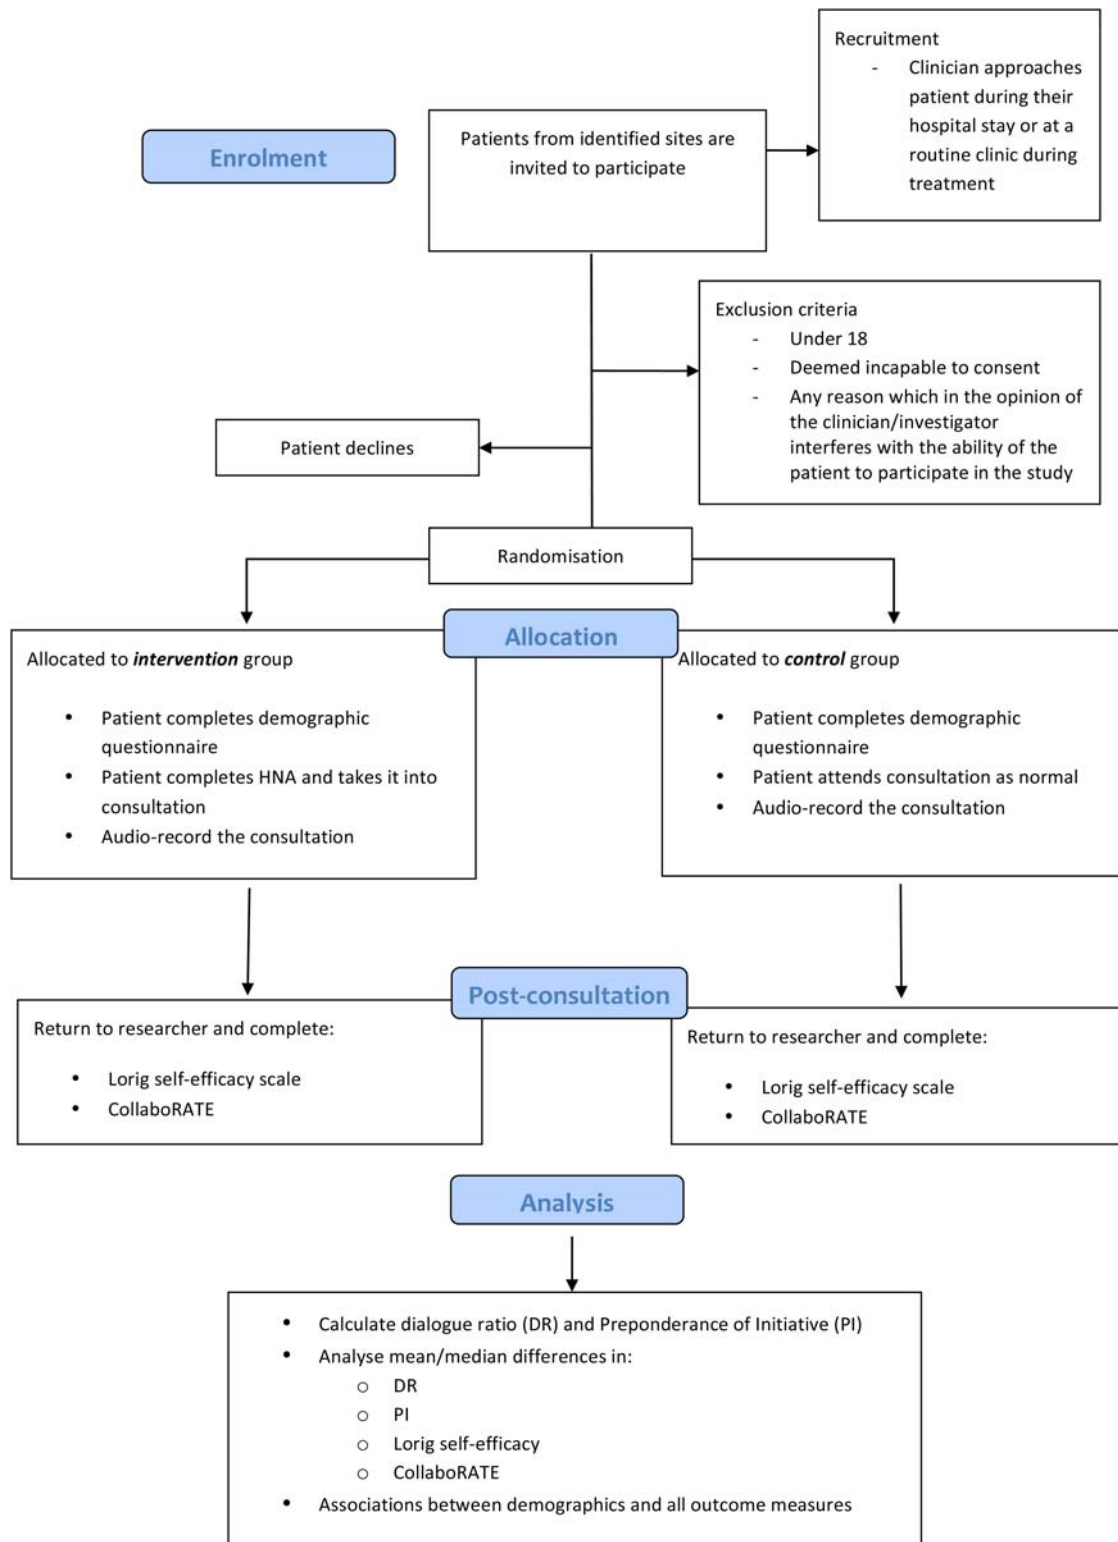 Recruitment
- Clinician approaches
patient during their
hospital stay or at a
routine clinic during
treatment
Enrolment
Patients from identified sites are
invited to participate
Exclusion criteria
- Under 18
- Deemed incapable to consent
- Any reason which in the opinion of
the clinician/investigator
interferes with the ability of the
patient to participate in the study
Patient declines
Randomisation
Allocation
Allocated to intervention group
• Patient completes demographic
questionnaire
• Patient completes HNA and takes it into
consultation
• Audio-record the consultation
Allocated to control group
• Patient completes demographic
questionnaire
• Patient attends consultation as normal
• Audio-record the consultation
Post-consultation
Return to researcher and complete:
• Lorig self-efficacy scale
• CollaboRATE
Return to researcher and complete:
• Lorig self-efficacy scale
• CollaboRATE
Analysis
• Calculate dialogue ratio (DR) and Preponderance of Initiative (PI)
• Analyse mean/median differences in:
o DR
o PI
o Lorig self-efficacy
o CollaboRATE
• Associations between demographics and all outcome measures